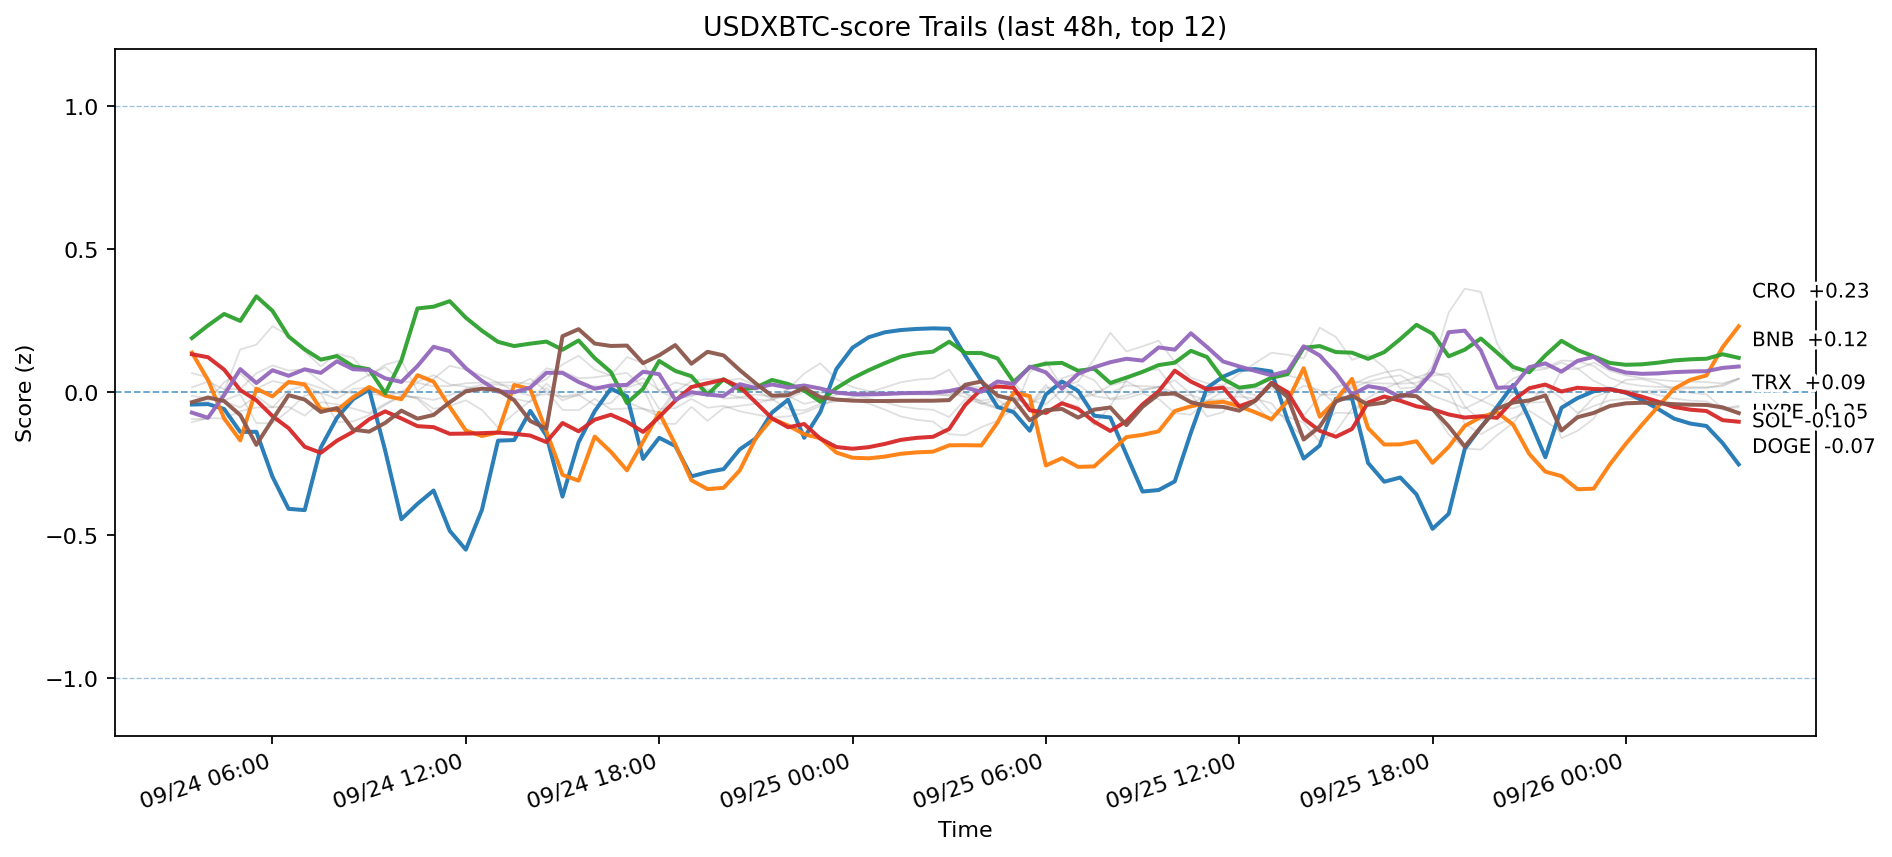 USDXBTC-score Trails (last 48h, top 12)
Score (z)
1.0
0.5
0.0
−0.5
−1.0
CRO +0.23
BNB +0.12
TRX +0.09
SOL -0.10
DOGE -0.07
09/24 06:00
09/24 12:00
09/24 18:00
09/25 00:00
09/25 06:00
09/25 12:00
09/25 18:00
09/26 00:00
Time